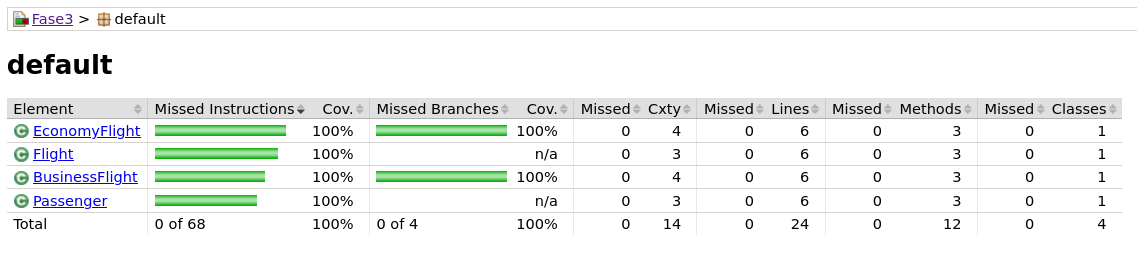 Fase3 > default
default
Element Missed Instructions Cov. Missed Branches Cov. Missed Cxty Missed Lines Missed Methods Missed Classes
C EconomyFlight 100% 100% 0 4 0 6 0 3 0 1
C Flight 100% n/a 0 3 0 6 0 3 0 1
C BusinessFlight 100% 100% 0 4 0 6 0 3 0 1
C Passenger 100% n/a 0 3 0 6 0 3 0 1
Total 0 of 68 100% 0 of 4 100% 0 14 0 24 0 12 0 4